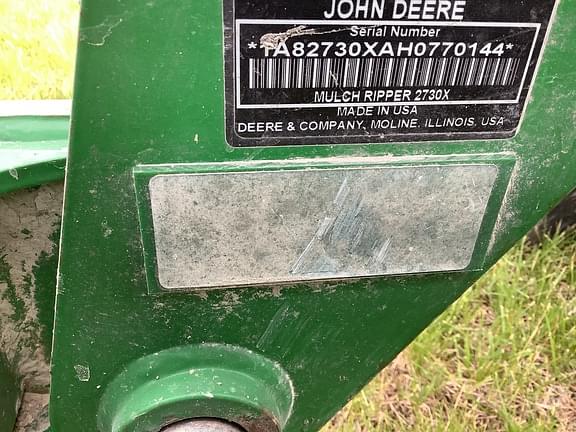 JOHN DEERE
Serial Number
*1A82730XAH0770144*
MULCH RIPPER 2730X
MADE IN USA
DEERE & COMPANY, MOLINE, ILLINOIS, USA